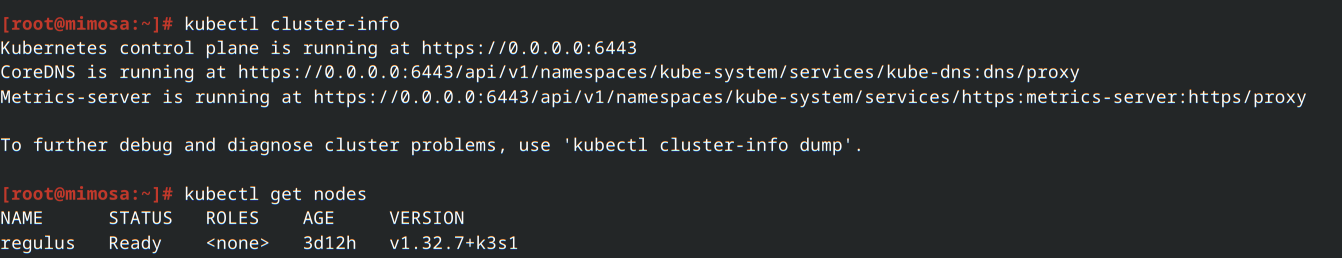 [root@mimosa:~]# kubectl cluster-info
Kubernetes control plane is running at https://0.0.0.0:6443
CoreDNS is running at https://0.0.0.0:6443/api/v1/namespaces/kube-system/services/kube-dns:dns/proxy
Metrics-server is running at https://0.0.0.0:6443/api/v1/namespaces/kube-system/services/https:metrics-server:https/proxy
To further debug and diagnose cluster problems, use 'kubectl cluster-info dump'.
[root@mimosa:~]# kubectl get nodes
NAME STATUS ROLES AGE VERSION
regulus Ready <none> 3d12h v1.32.7+k3s1